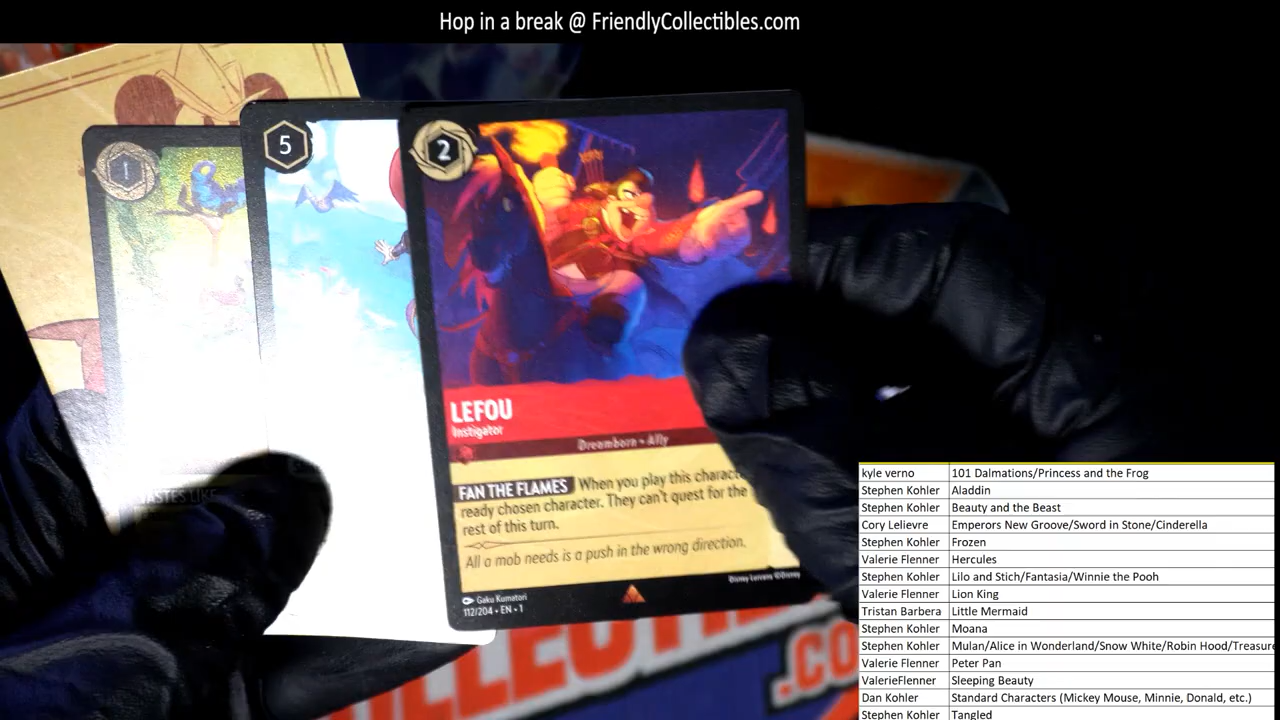 Hop in a break @ FriendlyCollectibles.com
1
5
2
LEFOU
Instigator
Dreamborn • Ally
FAN THE FLAMES When you play this charact
ready chosen character. They can't quest for the
rest of this turn.
All a mob needs is a push in the wrong direction.
Gaku Kumatori
112/204 • EN • 1
TASTES LIKE
.CO
kyle verno 101 Dalmations/Princess and the Frog
Stephen Kohler Aladdin
Stephen Kohler Beauty and the Beast
Cory Lelievre Emperors New Groove/Sword in Stone/Cinderella
Stephen Kohler Frozen
Valerie Flenner Hercules
Stephen Kohler Lilo and Stich/Fantasia/Winnie the Pooh
Valerie Flenner Lion King
Tristan Barbera Little Mermaid
Stephen Kohler Moana
Stephen Kohler Mulan/Alice in Wonderland/Snow White/Robin Hood/Treasure
Valerie Flenner Peter Pan
ValerieFlenner Sleeping Beauty
Dan Kohler Standard Characters (Mickey Mouse, Minnie, Donald, etc.)
Stephen Kohler Tangled